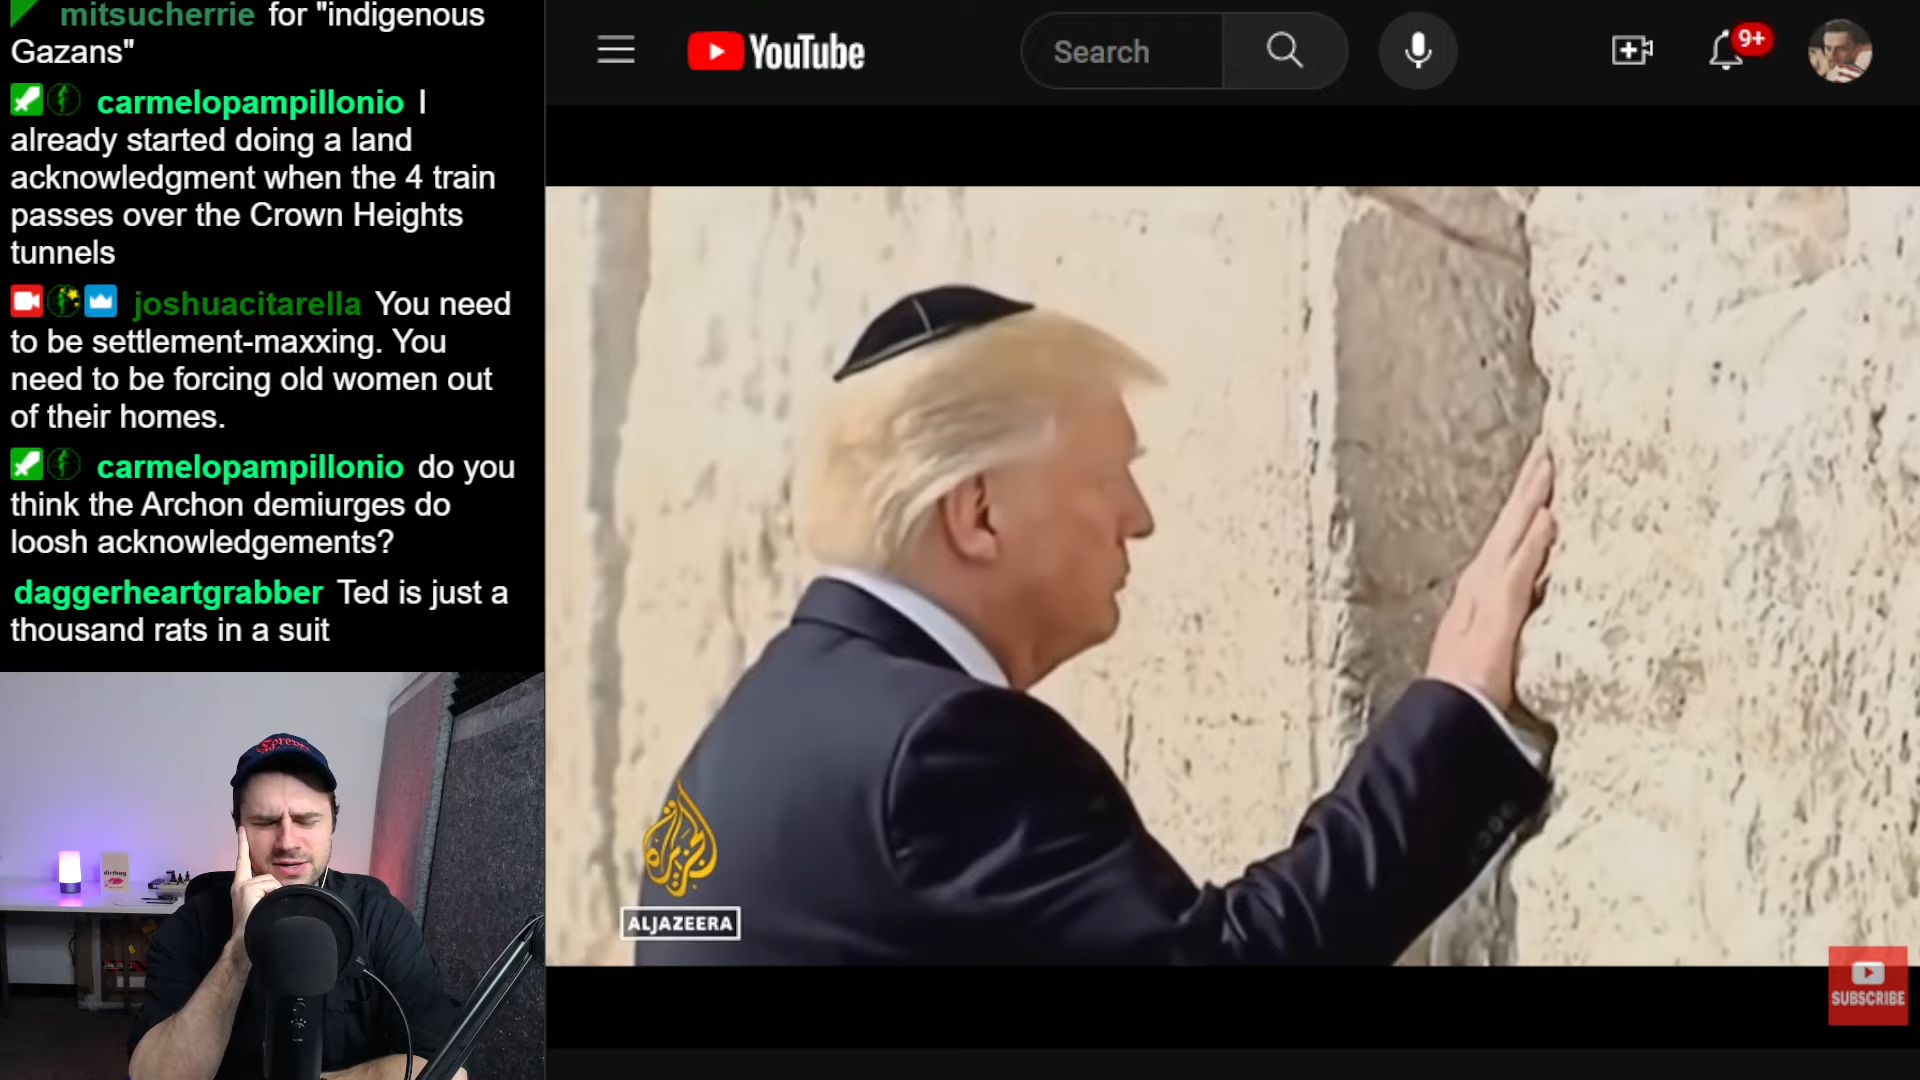 mitsucherrie for "indigenous
Gazans"
carmelopampillonio I
already started doing a land
acknowledgment when the 4 train
passes over the Crown Heights
tunnels
joshuacitarella You need
to be settlement-maxxing. You
need to be forcing old women out
of their homes.
carmelopampillonio do you
think the Archon demiurges do
loosh acknowledgements?
daggerheartgrabber Ted is just a
thousand rats in a suit
Forever
dirtbag
YouTube
Search
9+
الجزيرة
ALJAZEERA
SUBSCRIBE